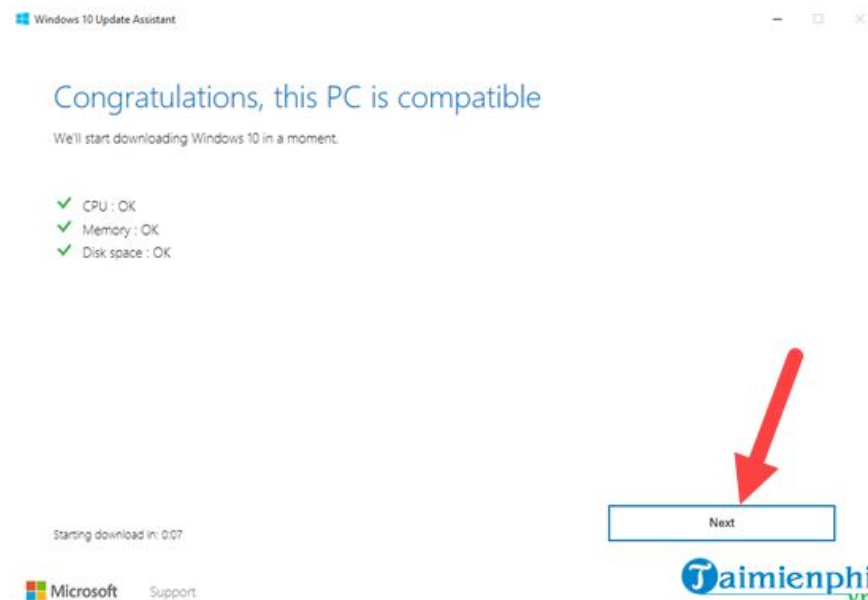 Windows 10 Update Assistant
Congratulations, this PC is compatible
We'll start downloading Windows 10 in a moment.
CPU : OK
Memory : OK
Disk space : OK
Next
Starting download in: 0:07
Microsoft Support
Taimienphi